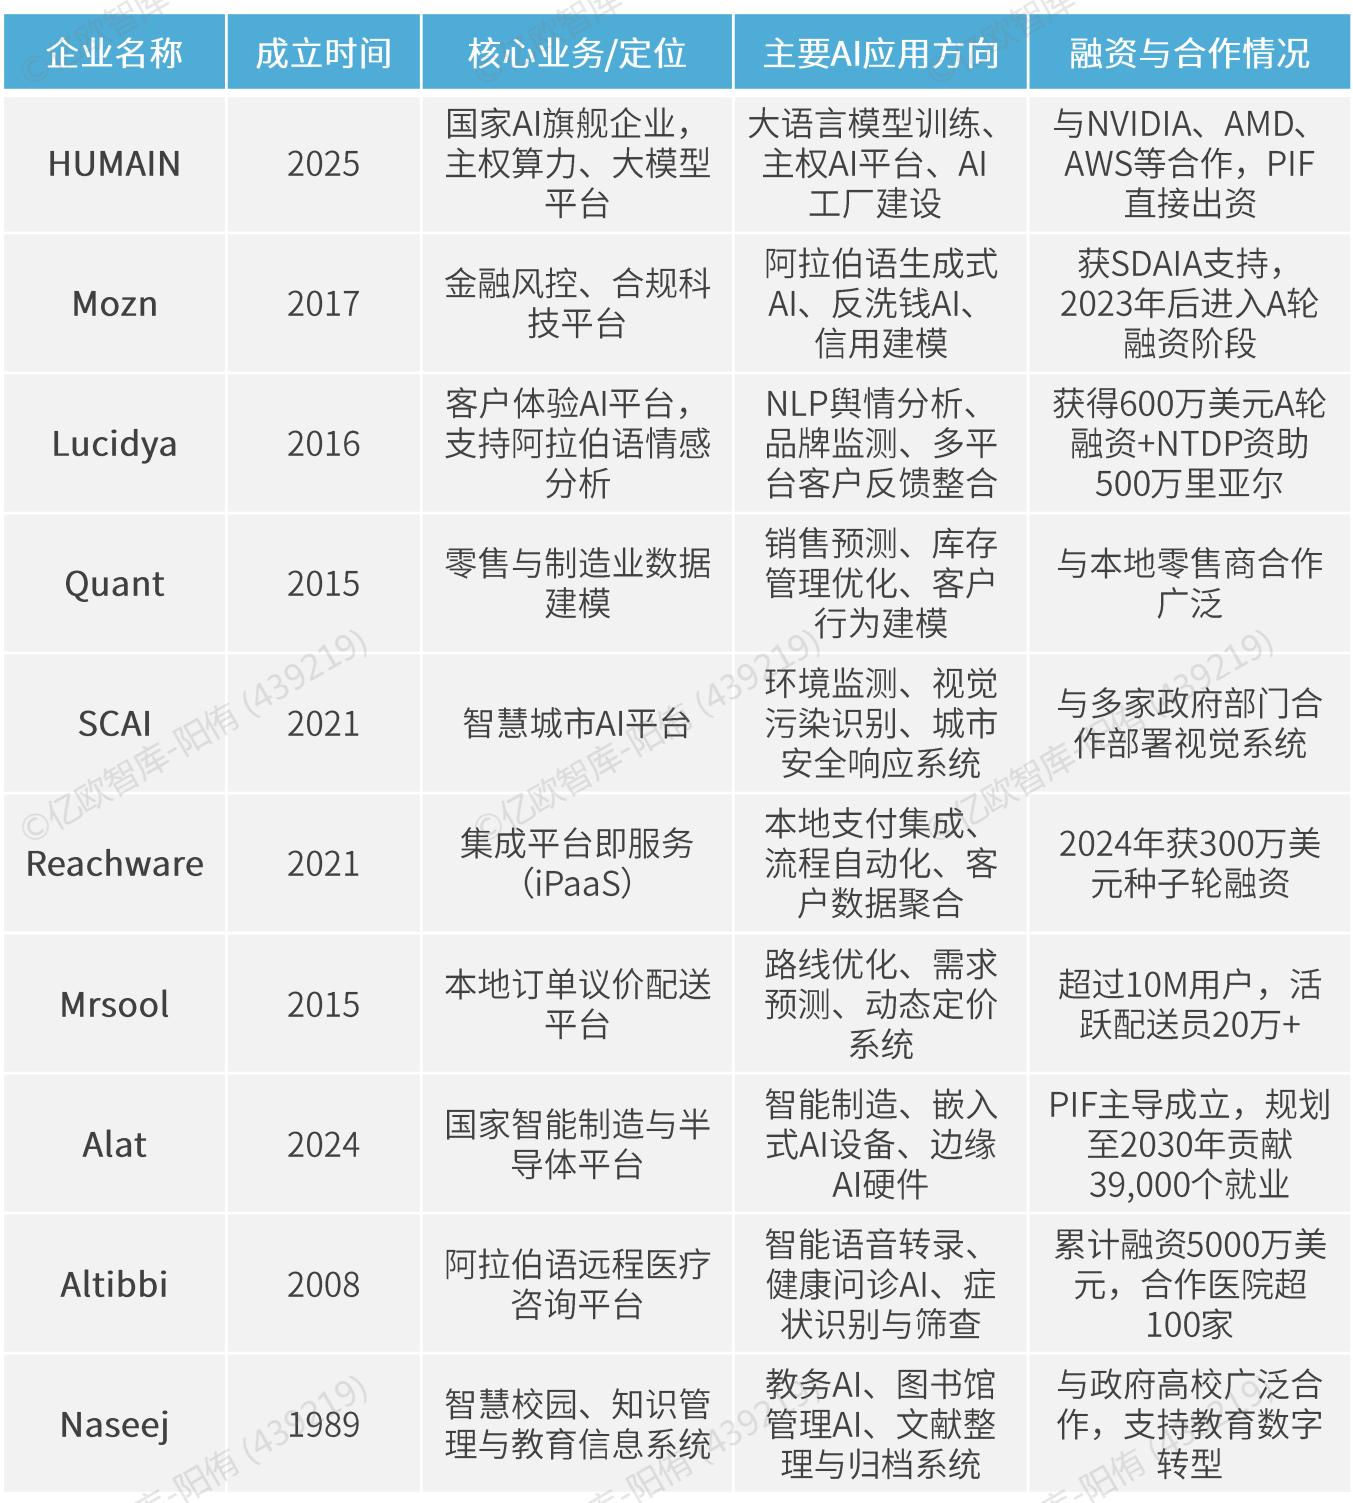 企业名称
成立时间
核心业务/定位
主要AI应用方向
融资与合作情况
HUMAIN
2025
国家AI旗舰企业，
主权算力、大模型
平台
大语言模型训练、
主权AI平台、AI
工厂建设
与NVIDIA、AMD、
AWS等合作，PIF
直接出资
Mozn
2017
金融风控、合规科
技平台
阿拉伯语生成式
AI、反洗钱AI、
信用建模
获SDAIA支持，
2023年后进入A轮
融资阶段
Lucidya
2016
客户体验AI平台，
支持阿拉伯语情感
分析
NLP舆情分析、
品牌监测、多平
台客户反馈整合
获得600万美元A轮
融资+NTDP资助
500万里亚尔
Quant
2015
零售与制造业数据
建模
销售预测、库存
管理优化、客户
行为建模
与本地零售商合作
广泛
SCAI
2021
智慧城市AI平台
环境监测、视觉
污染识别、城市
安全响应系统
与多家政府部门合
作部署视觉系统
Reachware
2021
集成平台即服务
（iPaaS）
本地支付集成、
流程自动化、客
户数据聚合
2024年获300万美
元种子轮融资
Mrsool
2015
本地订单议价配送
平台
路线优化、需求
预测、动态定价
系统
超过10M用户，活
跃配送员20万+
Alat
2024
国家智能制造与半
导体平台
智能制造、嵌入
式AI设备、边缘
AI硬件
PIF主导成立，规划
至2030年贡献
39,000个就业
Altibbi
2008
阿拉伯语远程医疗
咨询平台
智能语音转录、
健康问诊AI、症
状识别与筛查
累计融资5000万美
元，合作医院超
100家
Naseej
1989
智慧校园、知识管
理与教育信息系统
教务AI、图书馆
管理AI、文献整
理与归档系统
与政府高校广泛合
作，支持教育数字
转型
©亿欧智库-阳侑 (439219)
©亿欧智库-阳侑 (439219)
©亿欧智库-阳侑 (439219)